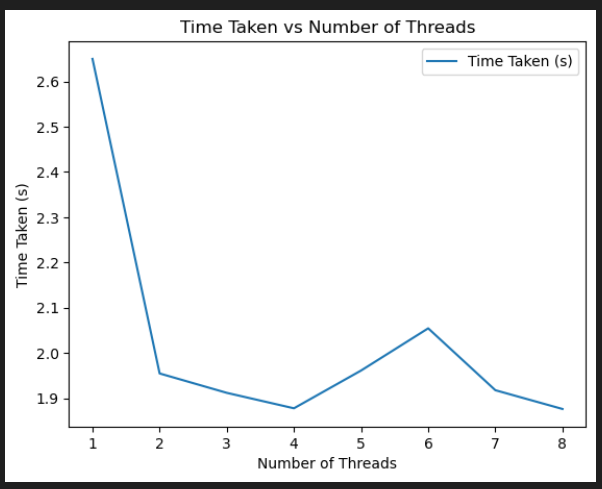 Time Taken vs Number of Threads
Time Taken (s)
2.6
2.5
2.4
2.3
2.2
2.1
2.0
1.9
Time Taken (s)
1 2 3 4 5 6 7 8
Number of Threads